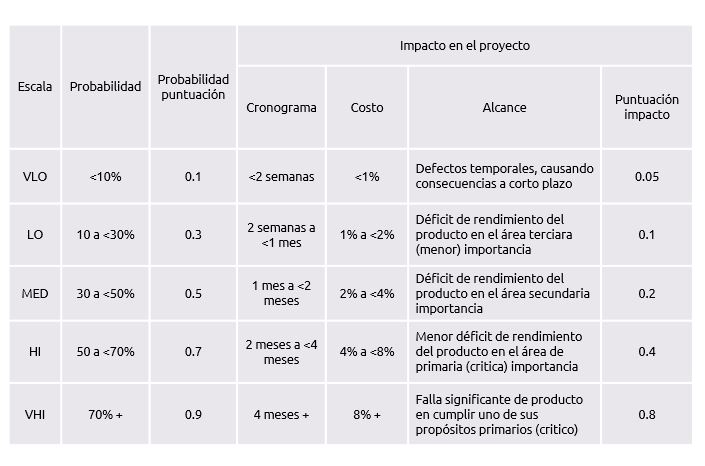 Impacto en el proyecto
Escala
Probabilidad
Probabilidad
puntuación
Cronograma
Costo
Alcance
Puntuación
impacto
VLO
<10%
0.1
<2 semanas
<1%
Defectos temporales, causando
consecuencias a corto plazo
0.05
LO
10 a <30%
0.3
2 semanas a
<1 mes
1% a <2%
Déficit de rendimiento del
producto en el área terciara
(menor) importancia
0.1
MED
30 a <50%
0.5
1 mes a <2
meses
2% a <4%
Déficit de rendimiento del
producto en el área secundaria
importancia
0.2
HI
50 a <70%
0.7
2 meses a <4
meses
4% a <8%
Menor déficit de rendimiento
del producto en el área de
primaria (critica) importancia
0.4
VHI
70% +
0.9
4 meses +
8% +
Falla significante de producto
en cumplir uno de sus
propósitos primarios (critico)
0.8